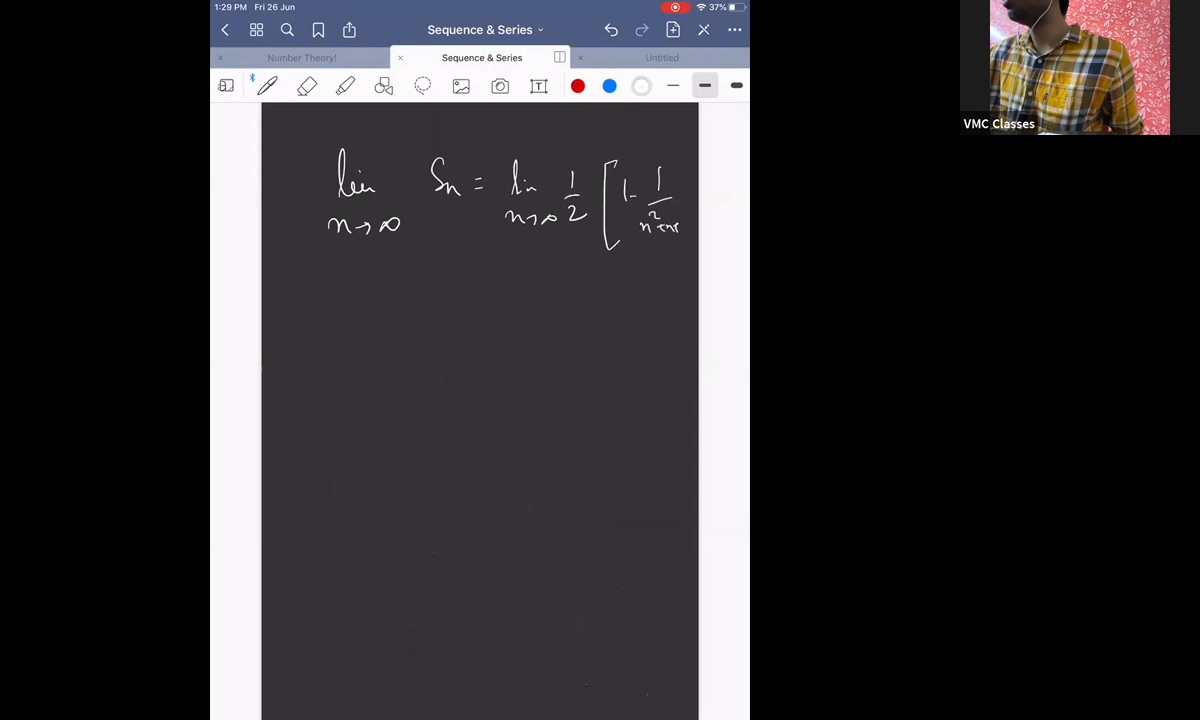 1:29 PM Fri 26 Jun 37%
Sequence & Series
Number Theory! Sequence & Series Untitled
T
lim n→∞ Sn = lim n→∞ 1/2 [1 - 1/n²+n+1
VMC Classes